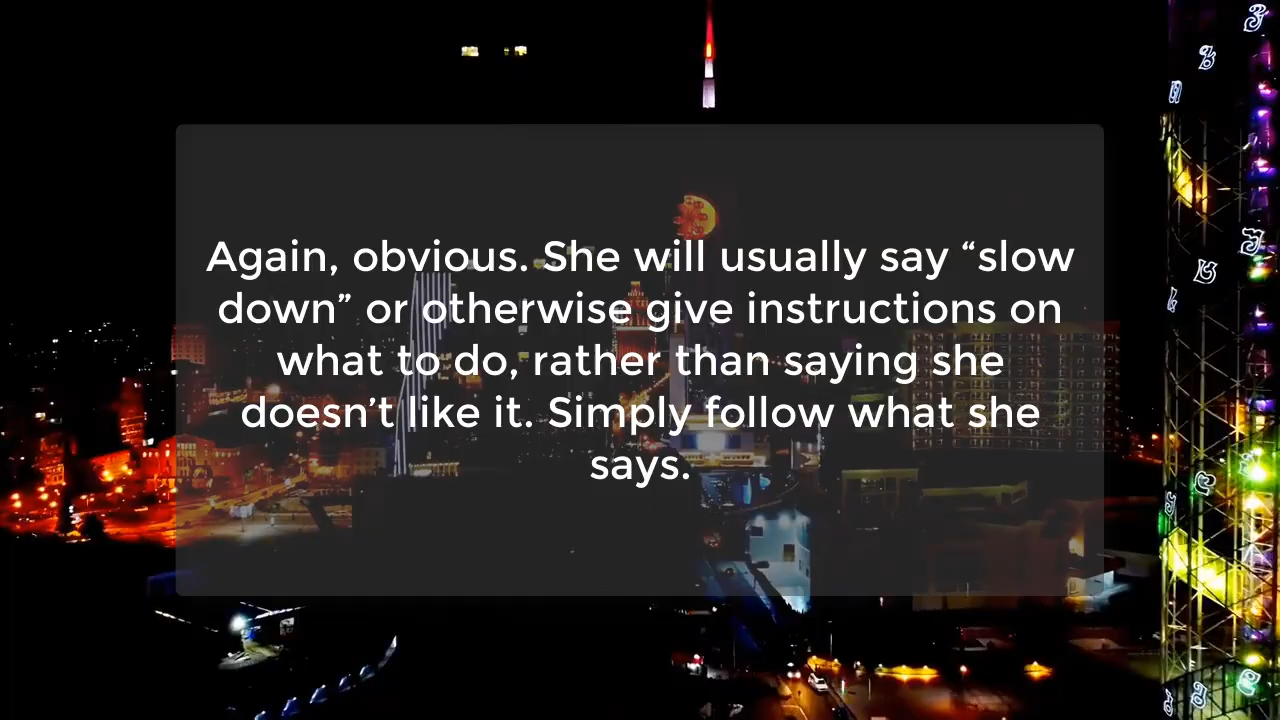 Again, obvious. She will usually say “slow
down” or otherwise give instructions on
what to do, rather than saying she
doesn’t like it. Simply follow what she
says.